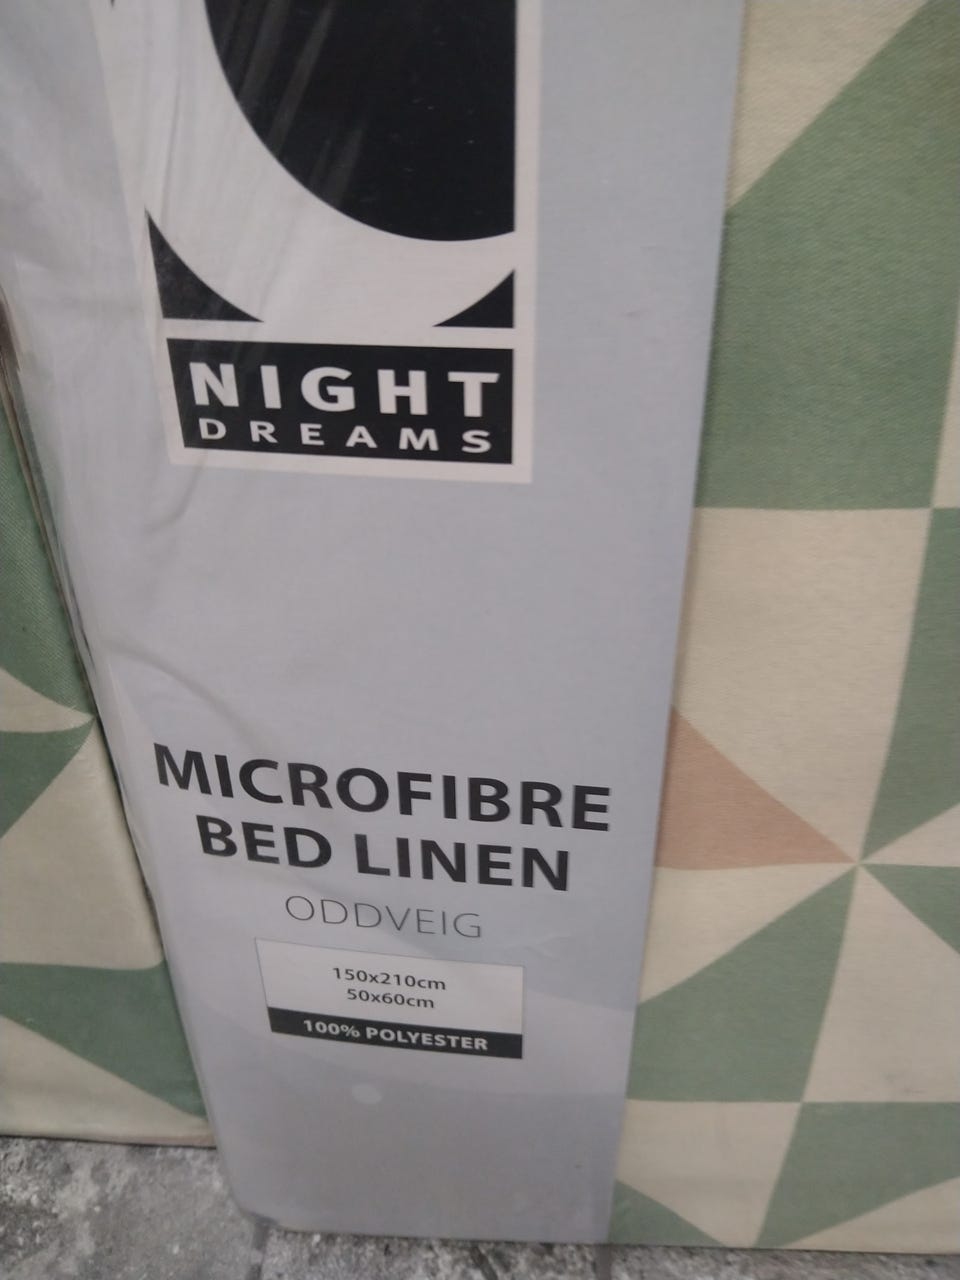 NIGHT
DREAMS
MICROFIBRE
BED LINEN
ODDVEIG
150x210cm
50x60cm
100% POLYESTER